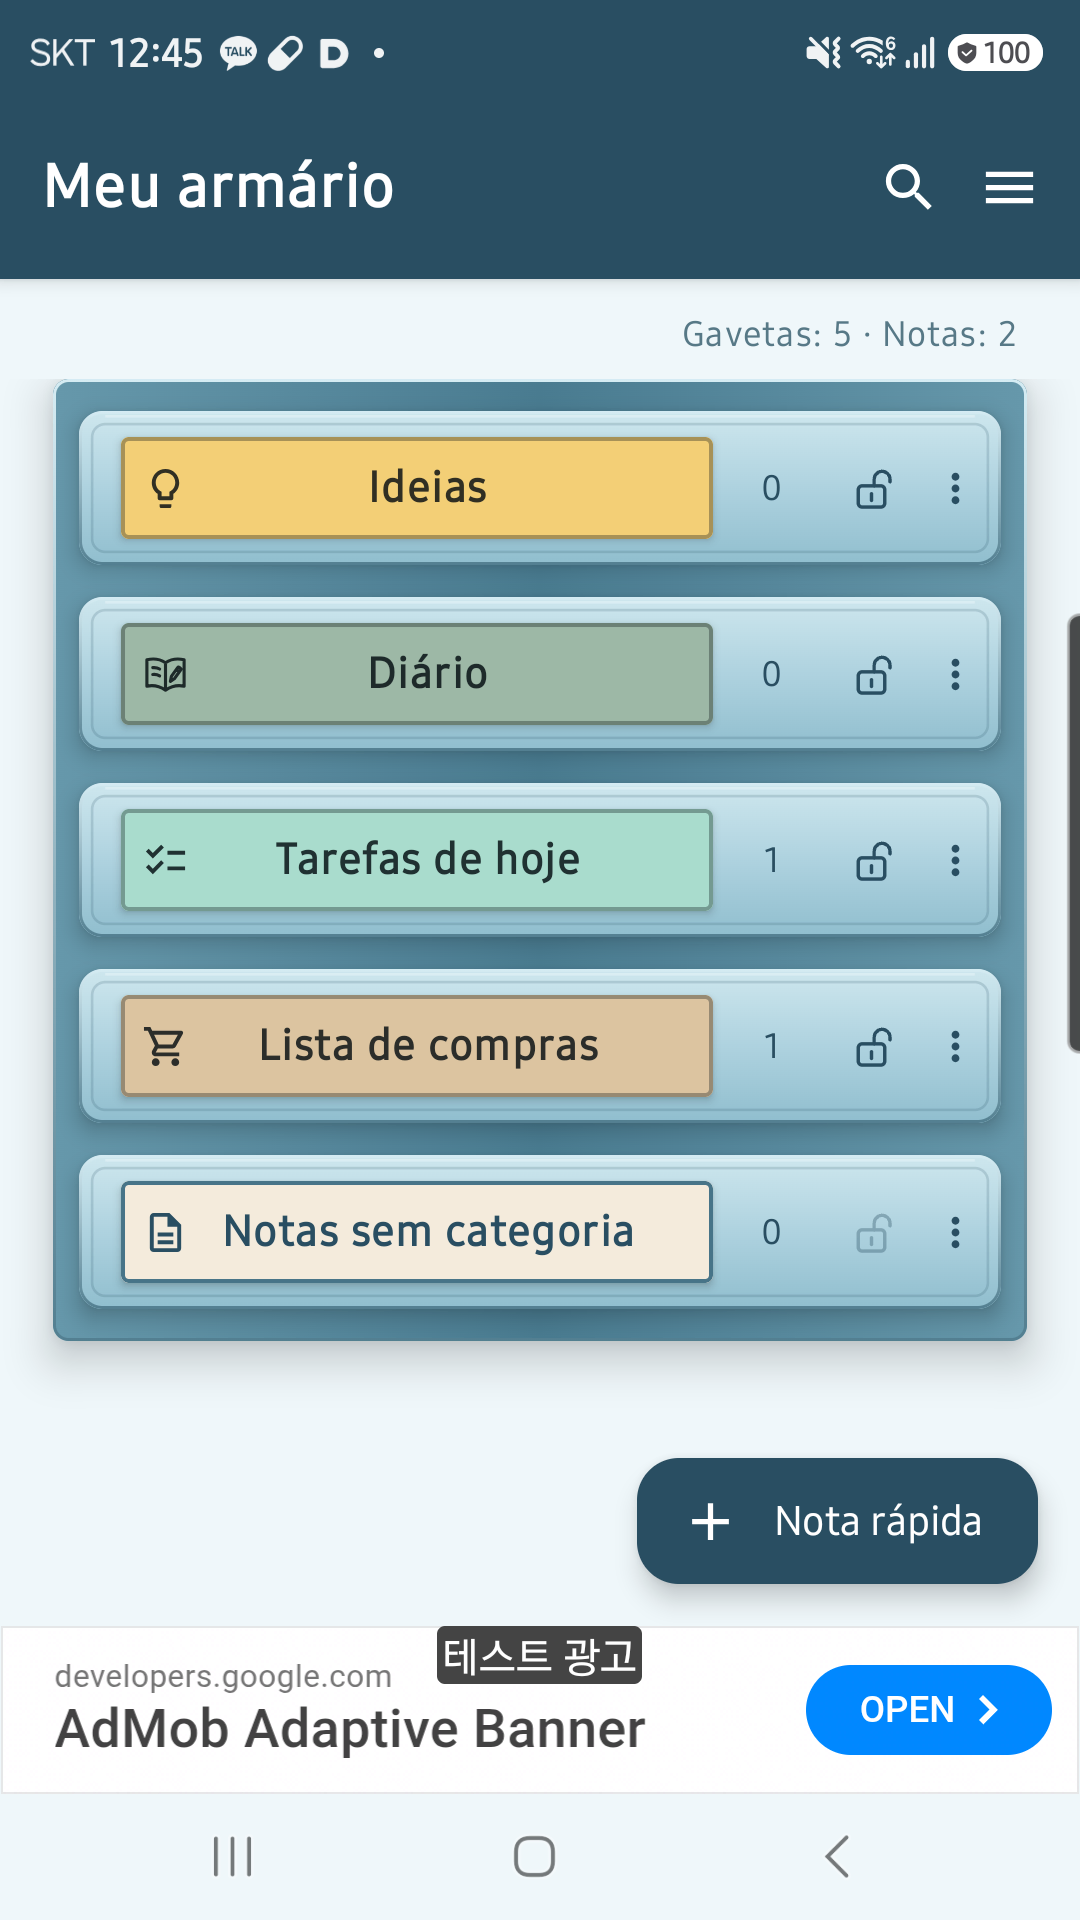 SKT 12:45 TALK D 6 100
Meu armário
Gavetas: 5 · Notas: 2
Ideias 0
Diário 0
Tarefas de hoje 1
Lista de compras 1
Notas sem categoria 0
+ Nota rápida
테스트 광고
developers.google.com
AdMob Adaptive Banner
OPEN